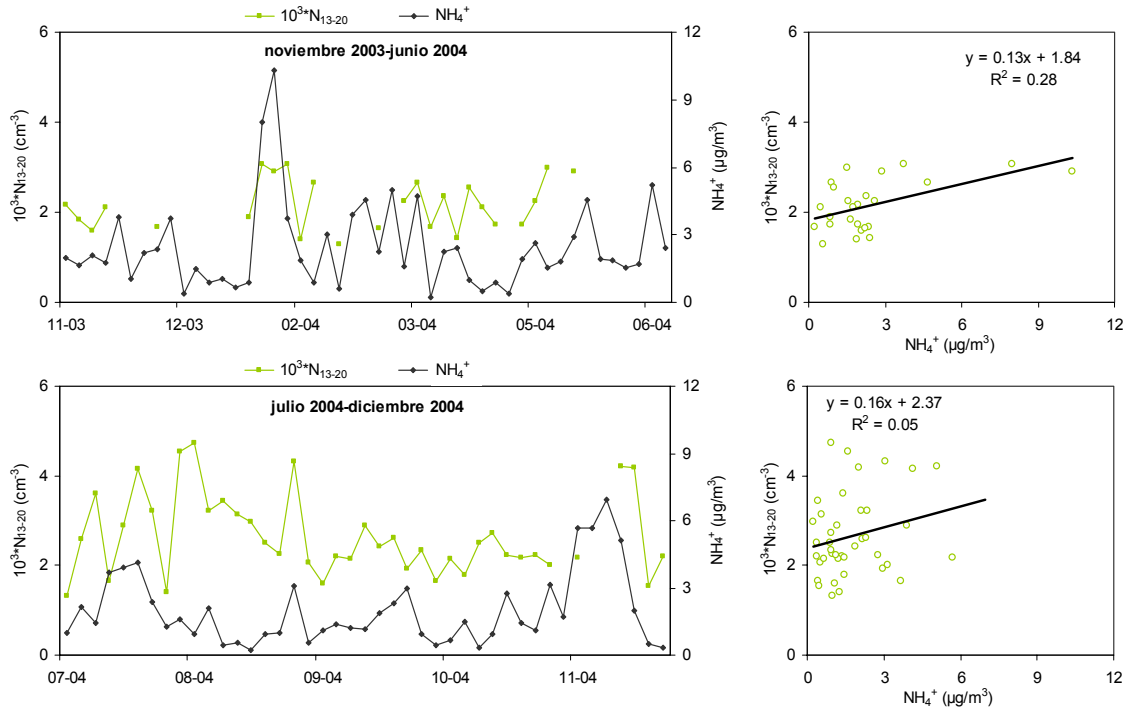 10³*N₁₃₋₂₀ NH₄⁺
noviembre 2003-junio 2004
10³*N₁₃₋₂₀ (cm⁻³)
6
4
2
0
12
9
6
3
0
NH₄⁺ (µg/m³)
11-03 12-03 02-04 03-04 05-04 06-04
y = 0.13x + 1.84
R² = 0.28
10³*N₁₃₋₂₀ (cm⁻³)
6
4
2
0
0 3 6 9 12
NH₄⁺ (µg/m³)
10³*N₁₃₋₂₀ NH₄⁺
julio 2004-diciembre 2004
10³*N₁₃₋₂₀ (cm⁻³)
6
4
2
0
12
9
6
3
0
NH₄⁺ (µg/m³)
07-04 08-04 09-04 10-04 11-04
y = 0.16x + 2.37
R² = 0.05
10³*N₁₃₋₂₀ (cm⁻³)
6
4
2
0
0 3 6 9 12
NH₄⁺ (µg/m³)